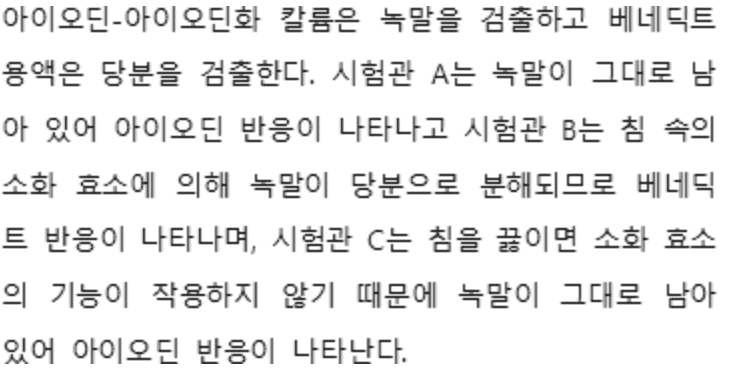 아이오딘-아이오딘화 칼륨은 녹말을 검출하고 베네딕트
용액은 당분을 검출한다. 시험관 A는 녹말이 그대로 남
아 있어 아이오딘 반응이 나타나고 시험관 B는 침 속의
소화 효소에 의해 녹말이 당분으로 분해되므로 베네딕
트 반응이 나타나며, 시험관 C는 침을 끓이면 소화 효소
의 기능이 작용하지 않기 때문에 녹말이 그대로 남아
있어 아이오딘 반응이 나타난다.